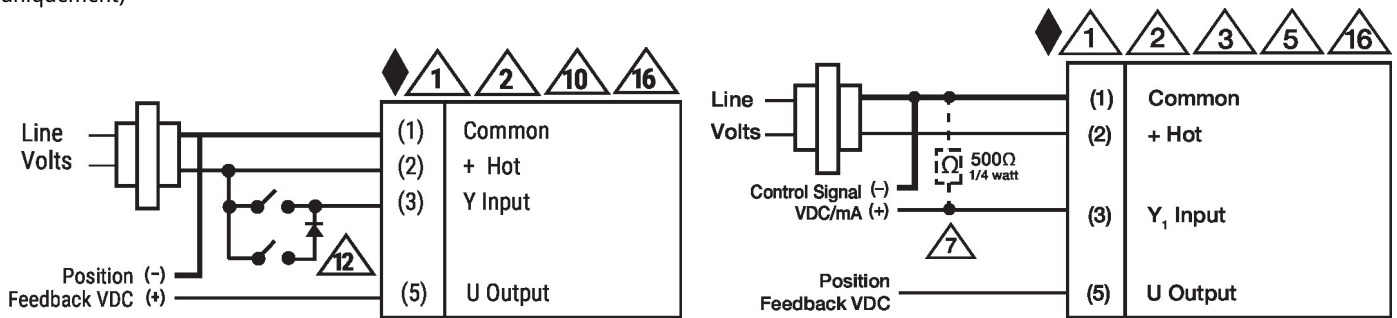 uniquement)
1 2 10 16
Line
Volts
(1) Common
(2) + Hot
(3) Y Input
12
Position (-)
Feedback VDC (+)
(5) U Output
1 2 3 5 16
Line
Volts
(1) Common
(2) + Hot
Ω 500Ω
1/4 watt
Control Signal (-)
VDC/mA (+)
(3) Y1 Input
7
Position
Feedback VDC
(5) U Output